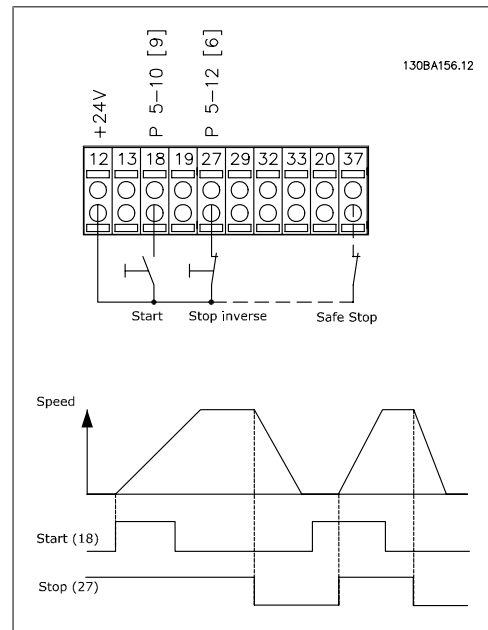 130BA156.12
+24V
P 5-10 [9]
P 5-12 [6]
12 13 18 19 27 29 32 33 20 37
Start Stop inverse Safe Stop
Speed
Start (18)
Stop (27)